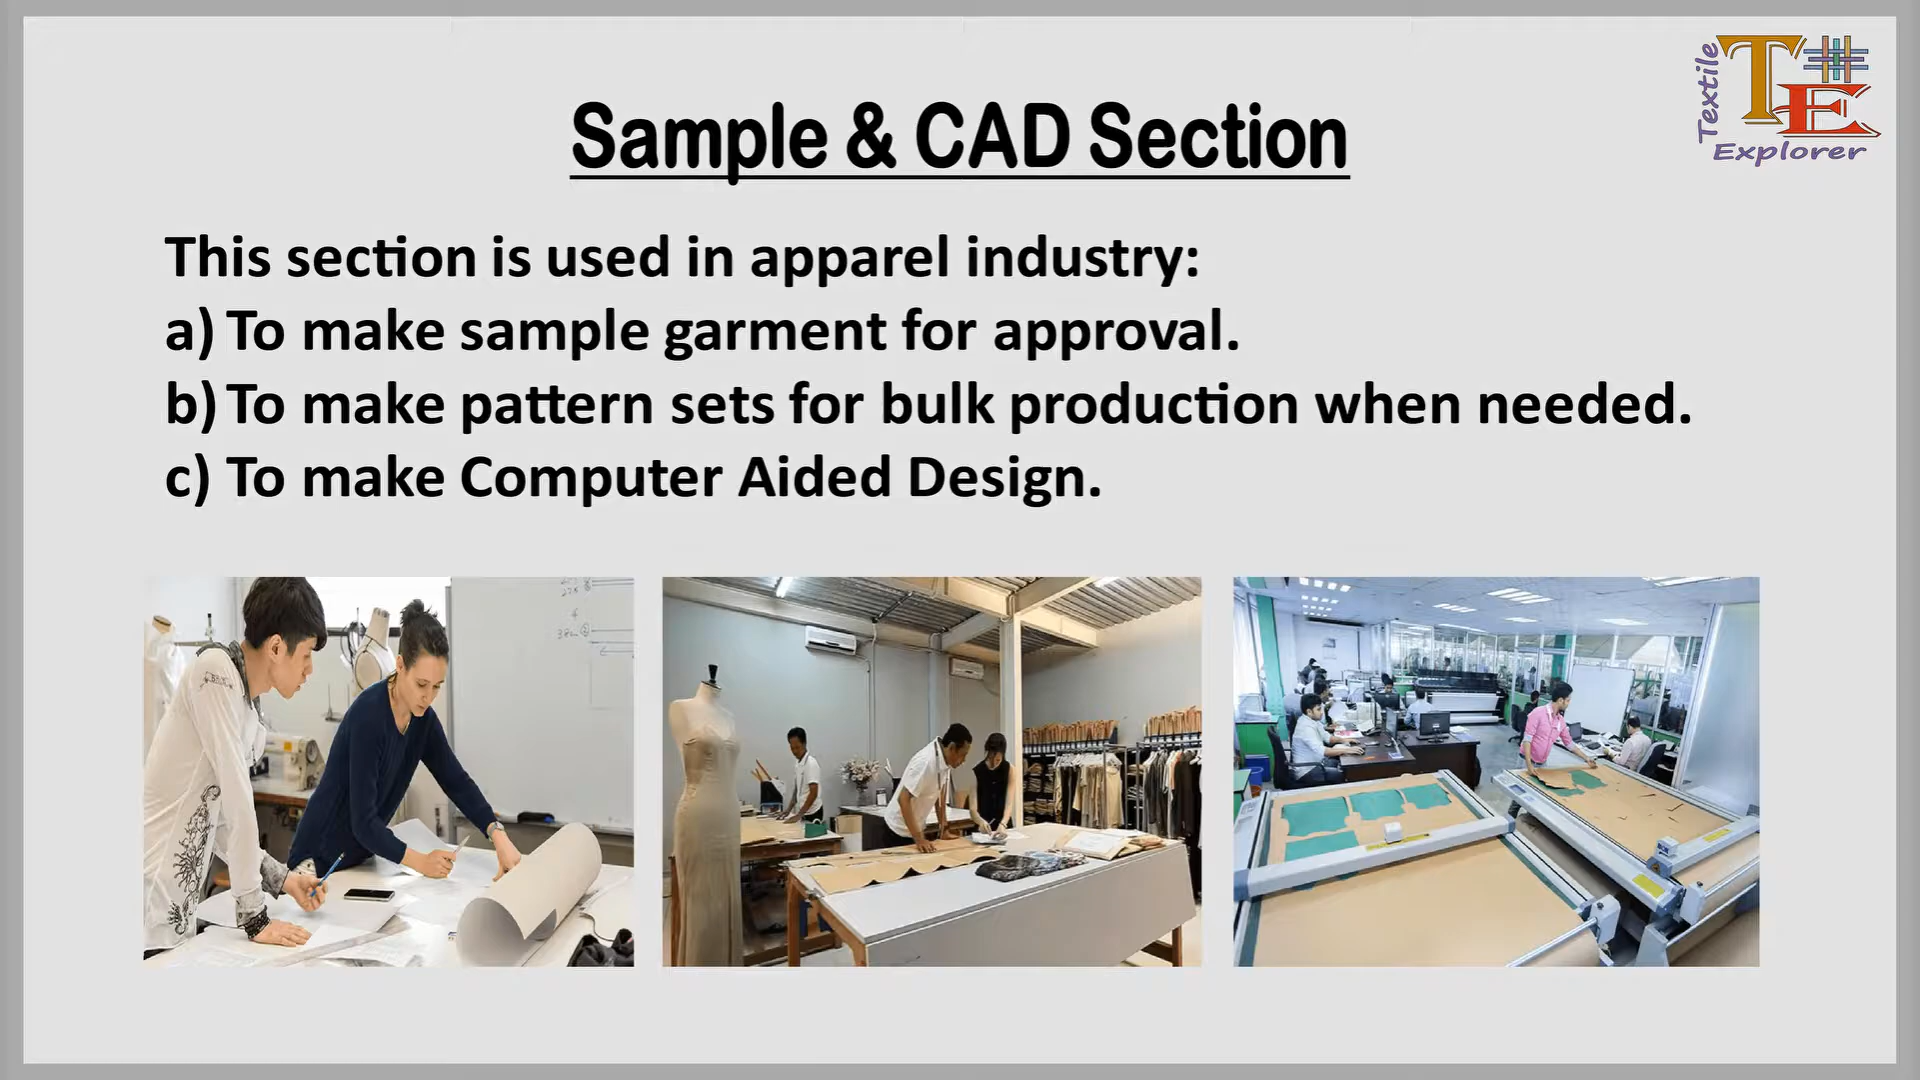 Sample & CAD Section
Textile
TE
Explorer
This section is used in apparel industry:
a) To make sample garment for approval.
b) To make pattern sets for bulk production when needed.
c) To make Computer Aided Design.